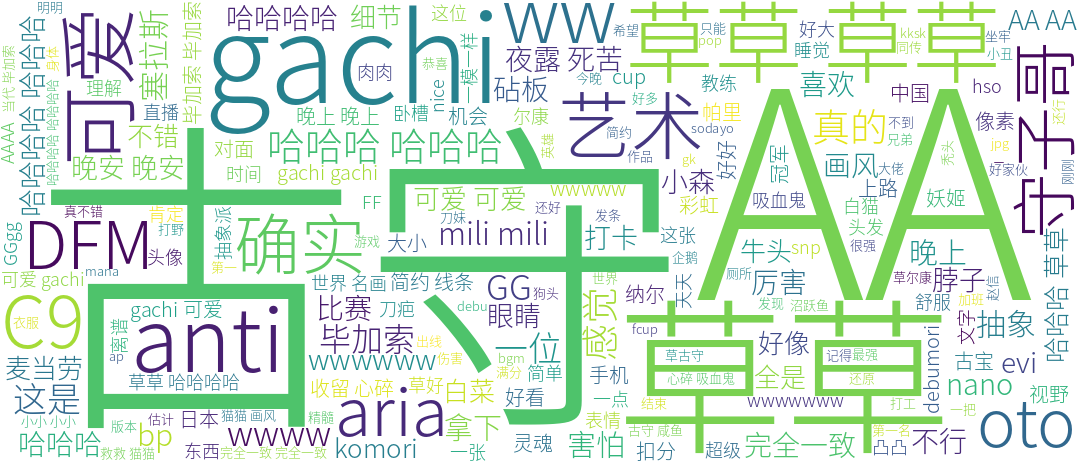 明明 哈哈哈哈 细节 这位 gachi WW 草草 草草 AA AA
当代 毕加索 哈哈哈 哈哈哈 可爱 塞拉斯 毕加索 毕加索 肉肉 一模一样 恭喜 夜露 死苦 希望 只能 pop 好大 睡觉 kksk 同传 坐牢 小丑
AAAA 哈哈哈哈 哈哈哈哈 身体 理解 nice 今晚 cup 砧板 教练 喜欢 中国 hso 守子哥
不错 直播 晚上 晚上 卧槽 机会 尔康 好多 简约 艺术 帕里 真的 不到 兄弟 像素 还行
晚安 晚安 对面 哈哈哈 哈哈哈 英雄 作品 sodayo 好好 画风 大佬 秃头 jpg 好家伙 刚刚
时间 gachi gachi gk 小森 冠军 上路
可爱 可爱 wwwww 彩虹 吸血鬼 白猫 妖姬
GGgg 真不错 肯定 打野 抽象派 FF 刀妹 还好 发条 AA 头发
DFM 头像 确实 古守 mili mili 打卡 这张 牛头 snp 晚上 很强 哈哈哈 草草
可爱 gachi mana 第一 游戏 大小 企鹅 厕所 厉害 脖子 草尔康
世界 名画 简约 线条 狗头 GG 世界 纳尔 天天 发现 沼跃鱼 舒服 加班 赵信
C9 衣服 离谱 gachi 可爱 比赛 刀疤 debu 眼睛 感觉 草草 文字 抽象
anti 毕加索 出线 一位 fcup 草古守 好像 记得 最强
麦当劳 ap wwwwww 伤害 bgm 满分 简单 心碎 吸血鬼 全是 还原 debumori 古宝 evi
这是 草草 哈哈哈哈 收留 心碎 草好 白菜 好看 手机 nano 视野
估计 日本 猫猫 画风 aria 一点 wwwwwwww 打工 一把 oto
小小 小小 版本 bp wwww 精髓 拿下 表情 结束 第一名
哈哈哈 救救 猫猫 东西 完全一致 完全一致 komori 一张 灵魂 害怕 扣分 古守 咸鱼 超级 完全一致 凸凸 不行